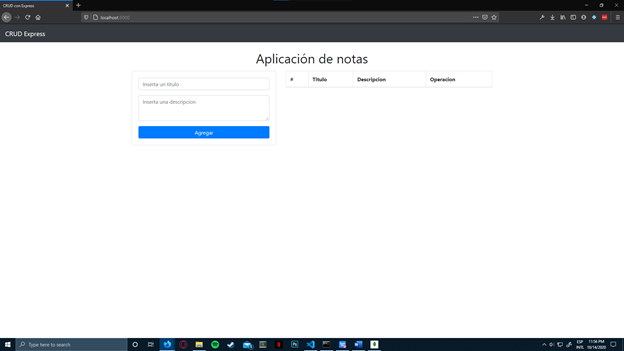 CRUD con Express
localhost:3000
CRUD Express
Aplicación de notas
Inserta un titulo
Inserta una descripcion
Agregar
# Titulo Descripcion Operacion
Type here to search
ESP
INTL
11:16 PM
10/14/2020